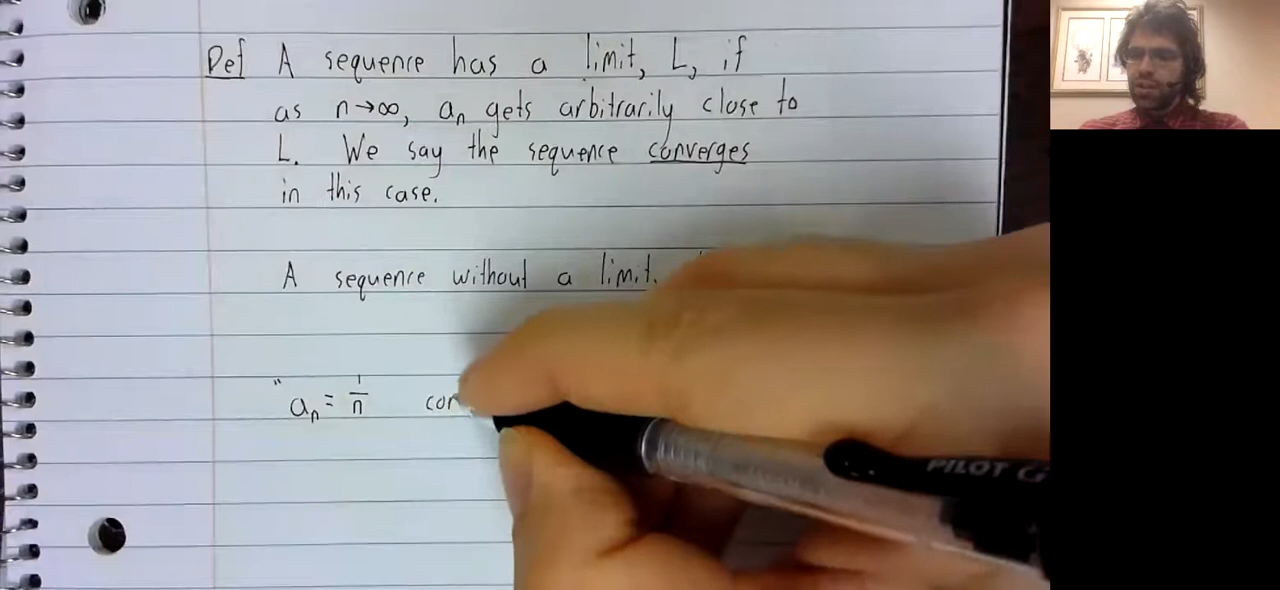 Def A sequence has a limit, L, if
as n→∞, aₙ gets arbitrarily close to
L. We say the sequence converges
in this case.
A sequence without a limit
"aₙ = 1/n
PILOT G